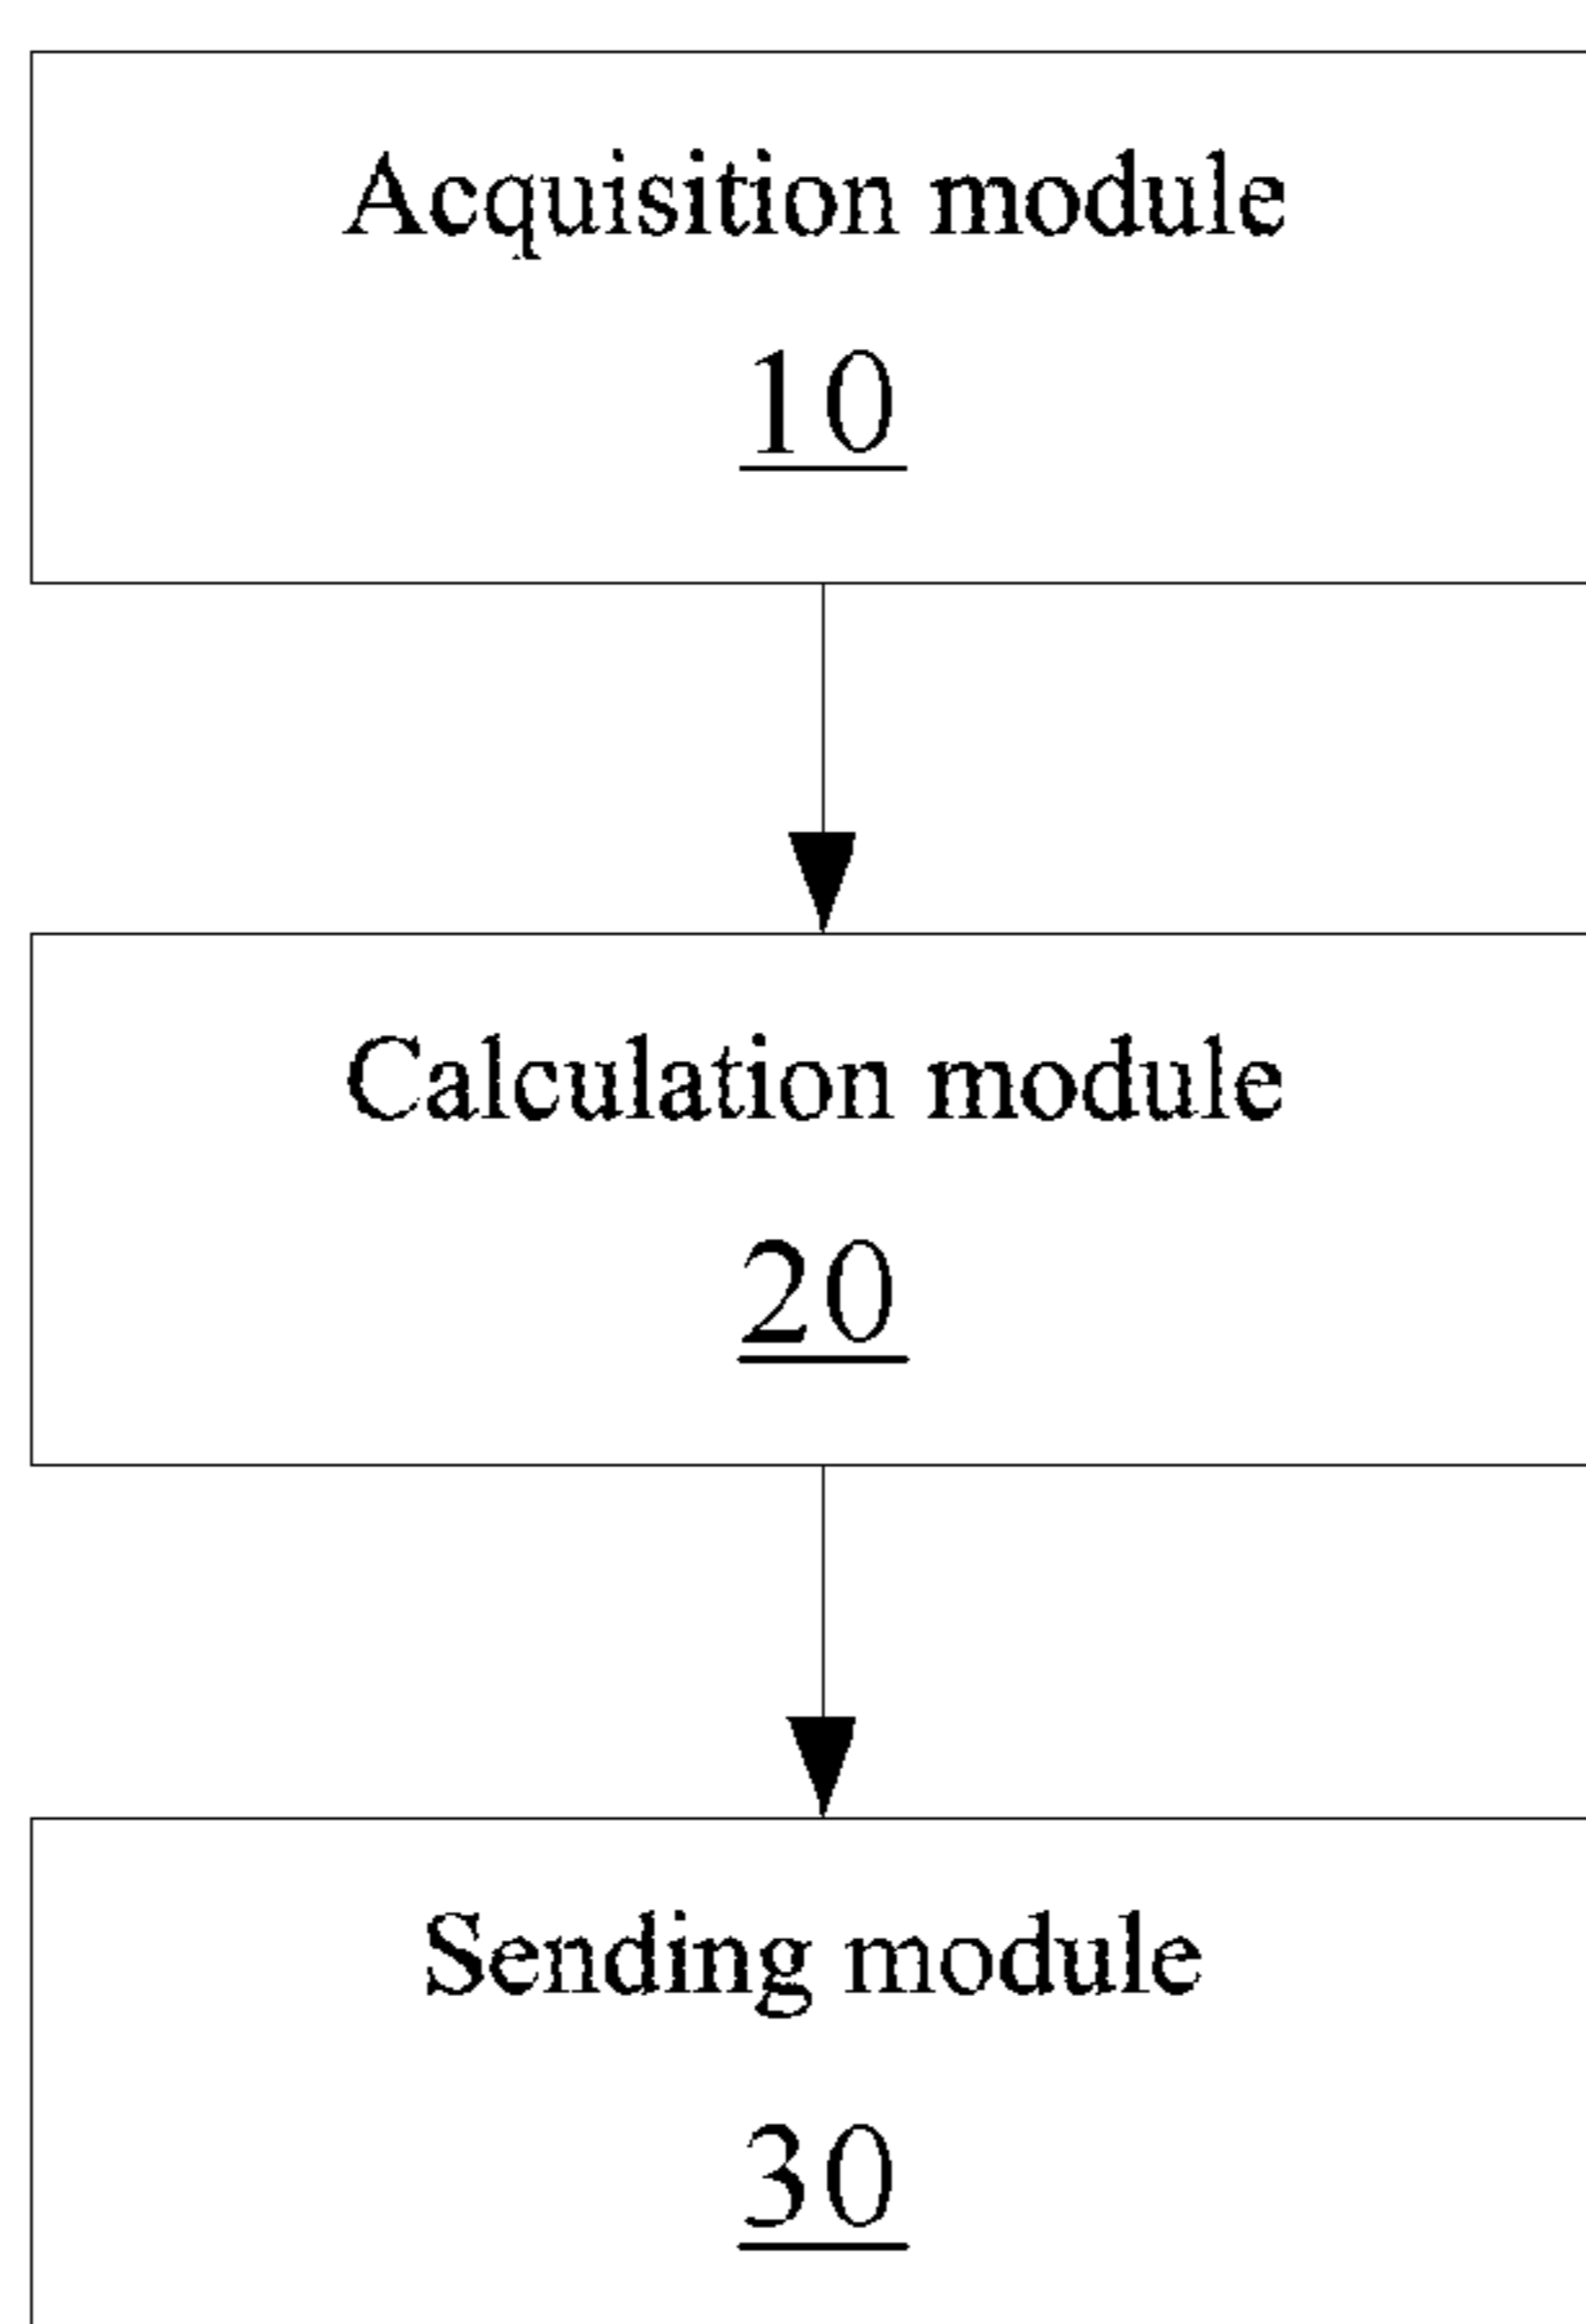 Acquisition module
10
Calculation module
20
Sending module
30